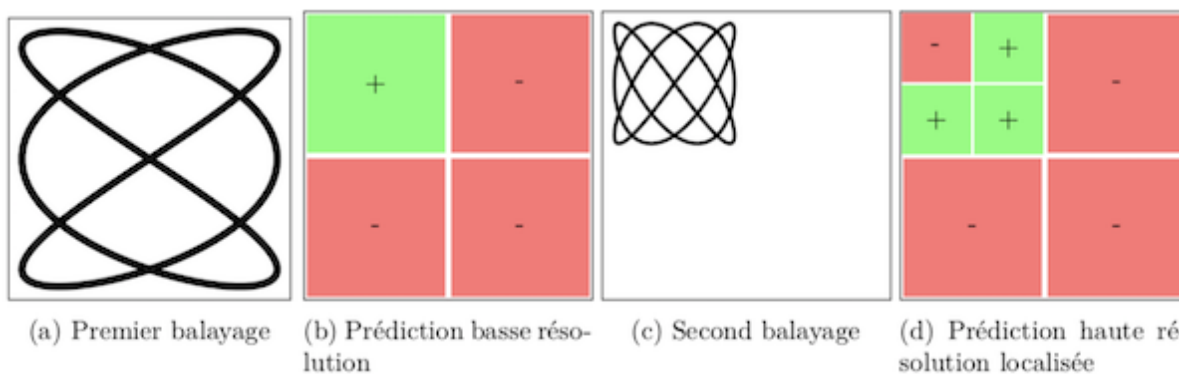 +
-
-
-
-
+
+
+
-
-
-
(a) Premier balayage
(b) Prédiction basse réso-
lution
(c) Second balayage
(d) Prédiction haute ré
solution localisée